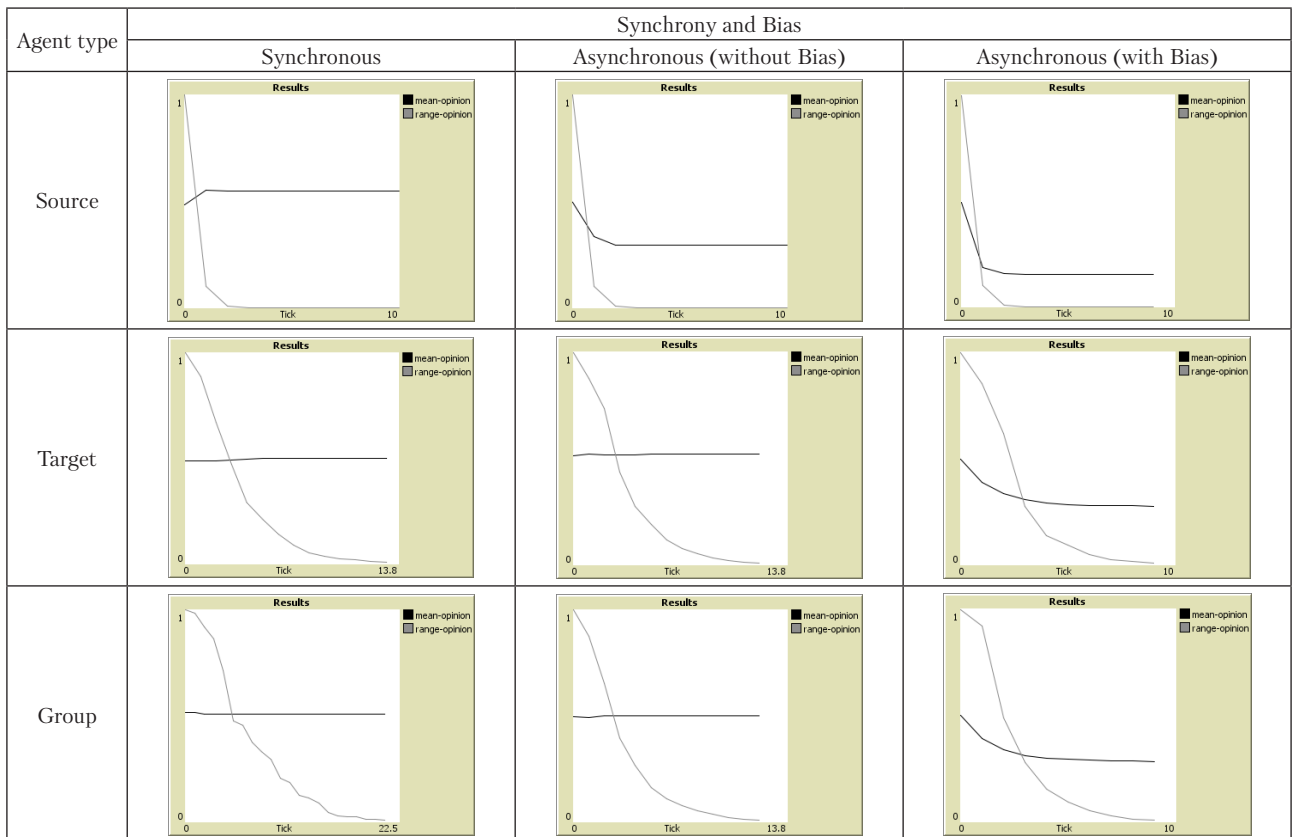 Agent type
Synchrony and Bias
Synchronous
Asynchronous (without Bias)
Asynchronous (with Bias)
Source
Results
1
0
0
Tick
10
mean-opinion
range-opinion
Results
1
0
0
Tick
10
mean-opinion
range-opinion
Results
1
0
0
Tick
10
mean-opinion
range-opinion
Target
Results
1
0
0
Tick
13.8
mean-opinion
range-opinion
Results
1
0
0
Tick
13.8
mean-opinion
range-opinion
Results
1
0
0
Tick
10
mean-opinion
range-opinion
Group
Results
1
0
0
Tick
22.5
mean-opinion
range-opinion
Results
1
0
0
Tick
13.8
mean-opinion
range-opinion
Results
1
0
0
Tick
10
mean-opinion
range-opinion